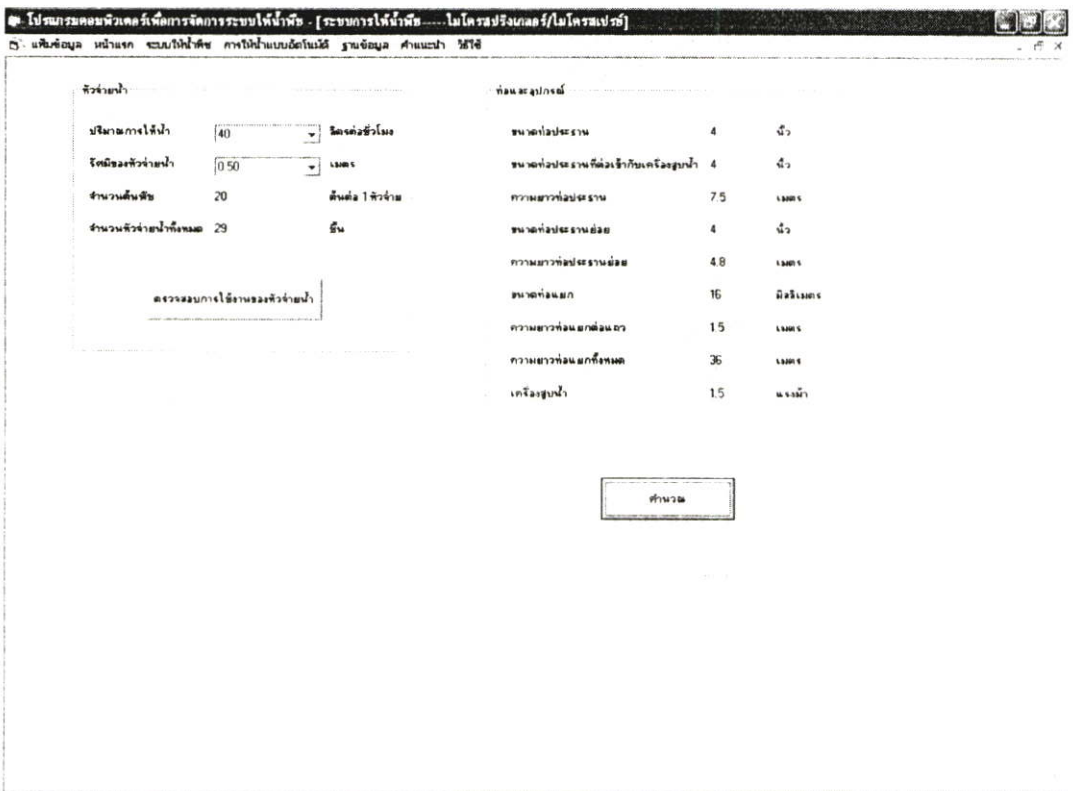 โปรแกรมคอมพิวเตอร์เพื่อการจัดการระบบให้น้ำพืช - [ระบบการให้น้ำพืช-----ไมโครสปริงเกลอร์/ไมโครสเปรย์]
แฟ้มข้อมูล หน้าแรก ระบบให้น้ำพืช การให้น้ำแบบอัตโนมัติ ฐานข้อมูล คำแนะนำ วิธีใช้
หัวจ่ายน้ำ
ปริมาณการให้น้ำ 40 ลิตรต่อชั่วโมง
รัศมีของหัวจ่ายน้ำ 0.50 เมตร
จำนวนต้นพืช 20 ต้นต่อ 1 หัวจ่าย
จำนวนหัวจ่ายน้ำทั้งหมด 29 ชิ้น
ตรวจสอบการใช้งานของหัวจ่ายน้ำ
ท่อและอุปกรณ์
ขนาดท่อประธาน 4 นิ้ว
ขนาดท่อประธานที่ต่อเข้ากับเครื่องสูบน้ำ 4 นิ้ว
ความยาวท่อประธาน 7.5 เมตร
ขนาดท่อประธานย่อย 4 นิ้ว
ความยาวท่อประธานย่อย 4.8 เมตร
ขนาดท่อแยก 16 มิลลิเมตร
ความยาวท่อแยกต่อแถว 1.5 เมตร
ความยาวท่อแยกทั้งหมด 36 เมตร
เครื่องสูบน้ำ 1.5 แรงม้า
คำนวณ